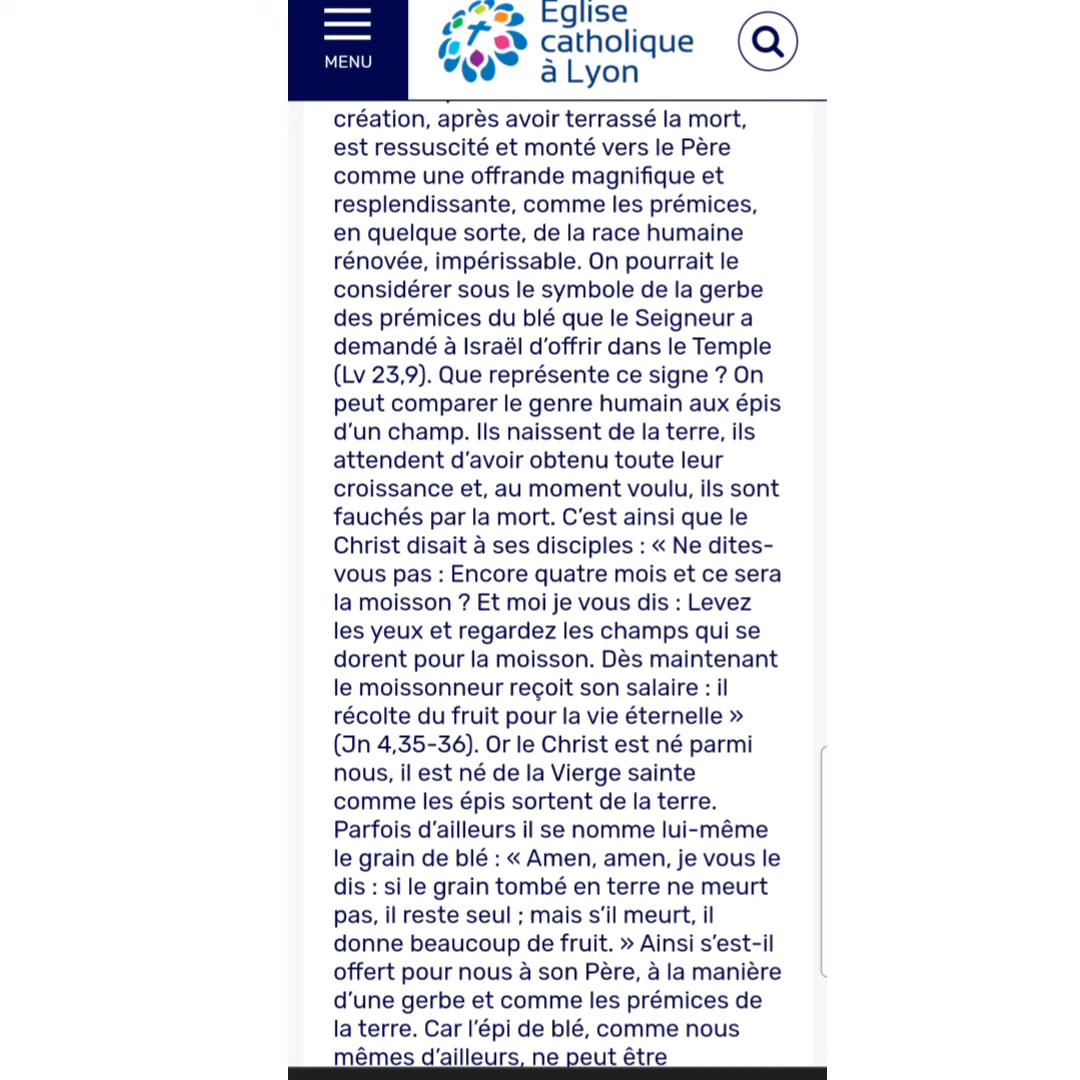 MENU
Eglise
catholique
à Lyon
création, après avoir terrassé la mort,
est ressuscité et monté vers le Père
comme une offrande magnifique et
resplendissante, comme les prémices,
en quelque sorte, de la race humaine
rénovée, impérissable. On pourrait le
considérer sous le symbole de la gerbe
des prémices du blé que le Seigneur a
demandé à Israël d’offrir dans le Temple
(Lv 23,9). Que représente ce signe ? On
peut comparer le genre humain aux épis
d’un champ. Ils naissent de la terre, ils
attendent d’avoir obtenu toute leur
croissance et, au moment voulu, ils sont
fauchés par la mort. C’est ainsi que le
Christ disait à ses disciples : « Ne dites-
vous pas : Encore quatre mois et ce sera
la moisson ? Et moi je vous dis : Levez
les yeux et regardez les champs qui se
dorent pour la moisson. Dès maintenant
le moissonneur reçoit son salaire : il
récolte du fruit pour la vie éternelle »
(Jn 4,35-36). Or le Christ est né parmi
nous, il est né de la Vierge sainte
comme les épis sortent de la terre.
Parfois d’ailleurs il se nomme lui-même
le grain de blé : « Amen, amen, je vous le
dis : si le grain tombé en terre ne meurt
pas, il reste seul ; mais s’il meurt, il
donne beaucoup de fruit. » Ainsi s’est-il
offert pour nous à son Père, à la manière
d’une gerbe et comme les prémices de
la terre. Car l’épi de blé, comme nous
mêmes d’ailleurs, ne peut être